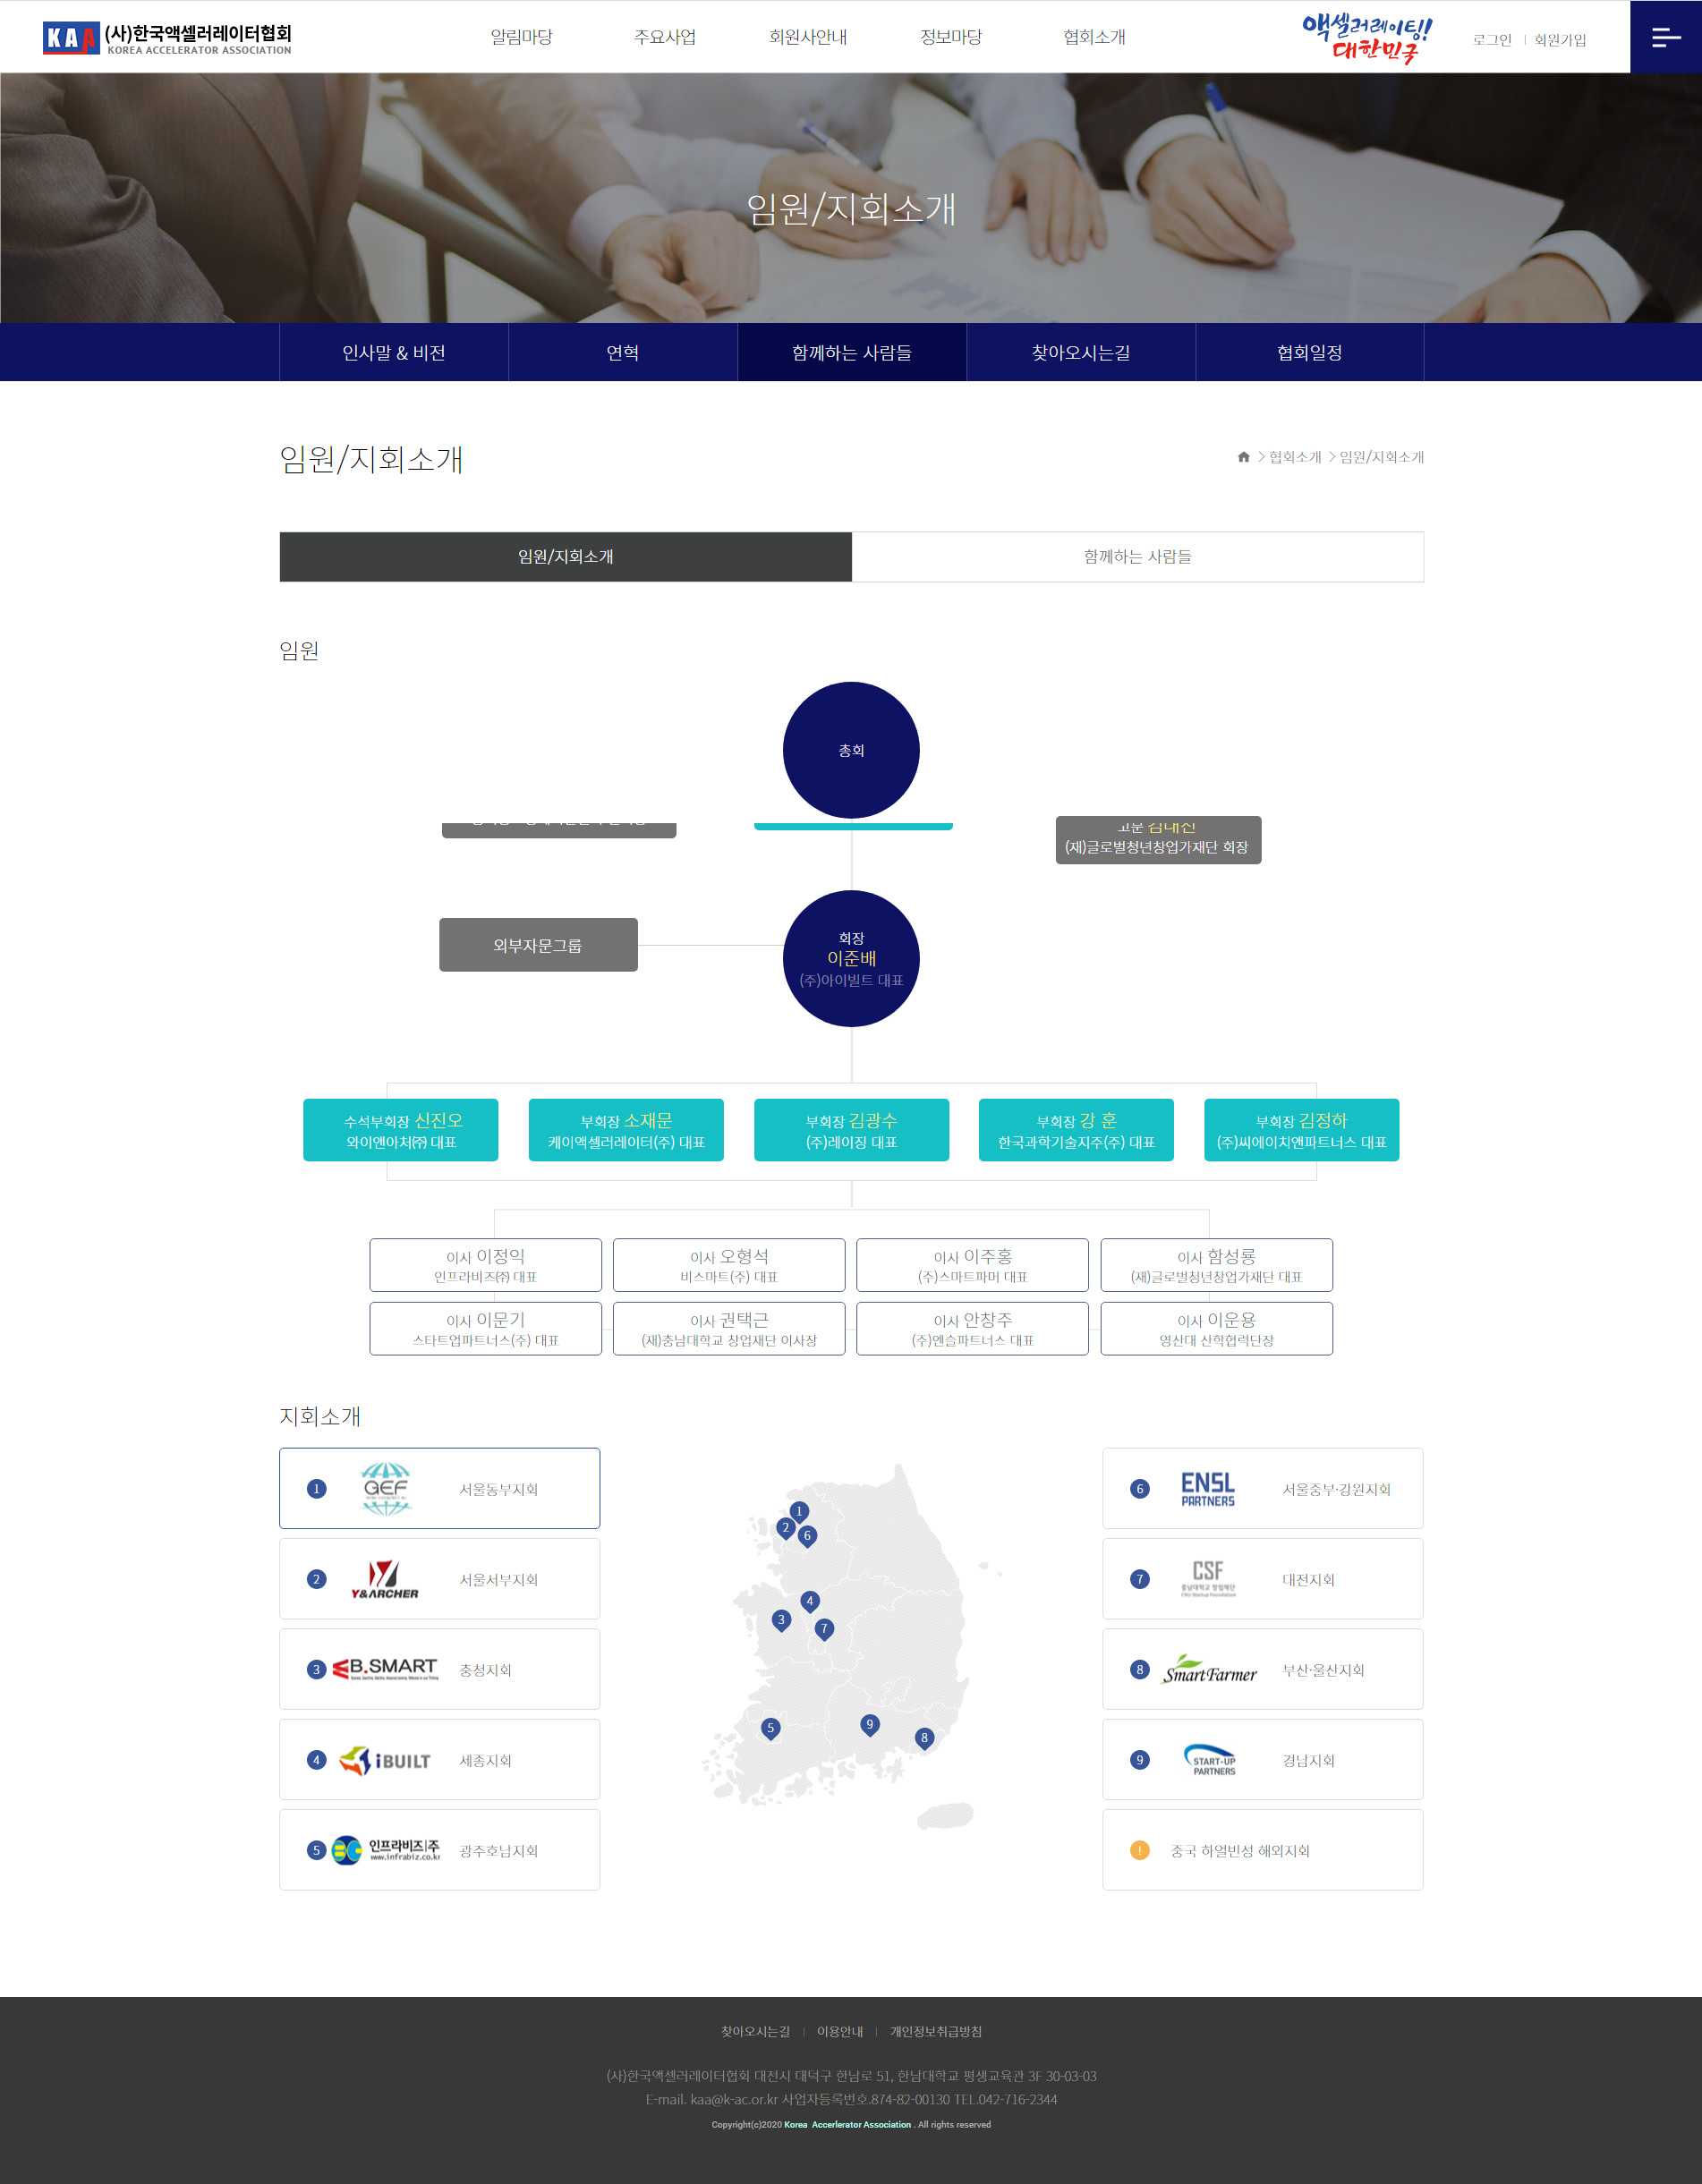 KAA (사)한국액셀러레이터협회
KOREA ACCELERATOR ASSOCIATION
알림마당
주요사업
회원사안내
정보마당
협회소개
액셀러레이팅!
대한민국
로그인
회원가입
임원/지회소개
인사말 & 비전
연혁
함께하는 사람들
찾아오시는길
협회일정
임원/지회소개
협회소개 > 임원/지회소개
임원/지회소개
함께하는 사람들
임원
총회
고문 김대진
(재)글로벌청년창업가재단 회장
외부자문그룹
회장
이준배
(주)아이빌트 대표
수석부회장 신진오
와이앤아처㈜ 대표
부회장 소재문
케이액셀러레이터(주) 대표
부회장 김광수
(주)레이징 대표
부회장 강 훈
한국과학기술지주(주) 대표
부회장 김정하
(주)씨에이치앤파트너스 대표
이사 이정익
인프라비즈㈜ 대표
이사 오형석
비스마트(주) 대표
이사 이주홍
(주)스마트파머 대표
이사 함성룡
(재)글로벌청년창업가재단 대표
이사 이문기
스타트업파트너스(주) 대표
이사 권택근
(재)충남대학교 창업재단 이사장
이사 안창주
(주)엔슬파트너스 대표
이사 이운용
영산대 산학협력단장
지회소개
1 GEF 서울동부지회
2 Y&ARCHER 서울서부지회
3 B.SMART 충청지회
4 iBUILT 세종지회
5 인프라비즈|주 www.infrabiz.co.kr 광주호남지회
1
2
6
4
3
7
5
9
8
6 ENSL PARTNERS 서울중부·강원지회
7 CSF 충남대학교 창업재단 CNU Startup Foundation 대전지회
8 Smart Farmer 부산·울산지회
9 START-UP PARTNERS 경남지회
! 중국 하얼빈성 해외지회
찾아오시는길
이용안내
개인정보취급방침
(사)한국액셀러레이터협회 대전시 대덕구 한남로 51, 한남대학교 평생교육관 3F 30-03-03
E-mail. kaa@k-ac.or.kr 사업자등록번호.874-82-00130 TEL.042-716-2344
Copyright(c)2020 Korea Accerlerator Association . All rights reserved